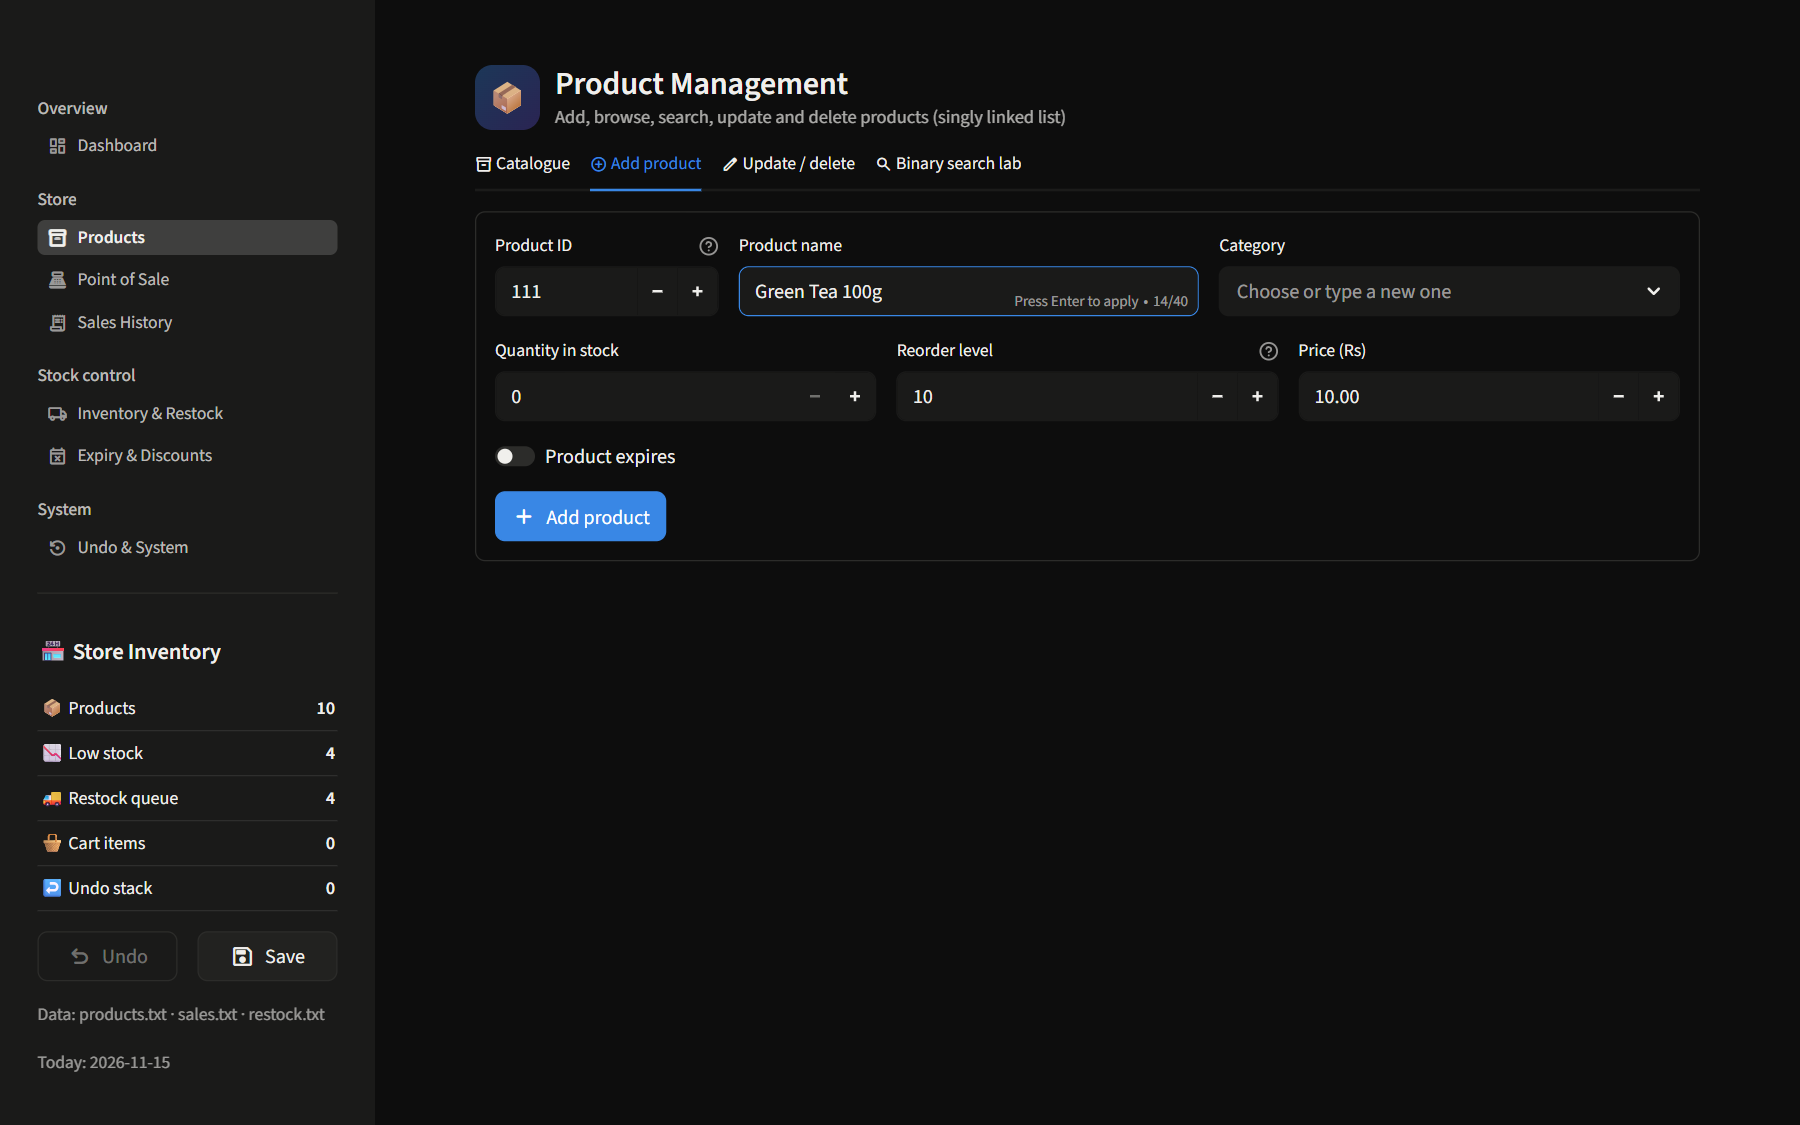 Overview
Dashboard
Store
Products
Point of Sale
Sales History
Stock control
Inventory & Restock
Expiry & Discounts
System
Undo & System
Store Inventory
Products 10
Low stock 4
Restock queue 4
Cart items 0
Undo stack 0
Undo Save
Data: products.txt · sales.txt · restock.txt
Today: 2026-11-15
Product Management
Add, browse, search, update and delete products (singly linked list)
Catalogue Add product Update / delete Binary search lab
Product ID Product name Category
111 Green Tea 100g Press Enter to apply • 14/40 Choose or type a new one
Quantity in stock Reorder level Price (Rs)
0 10 10.00
Product expires
Add product